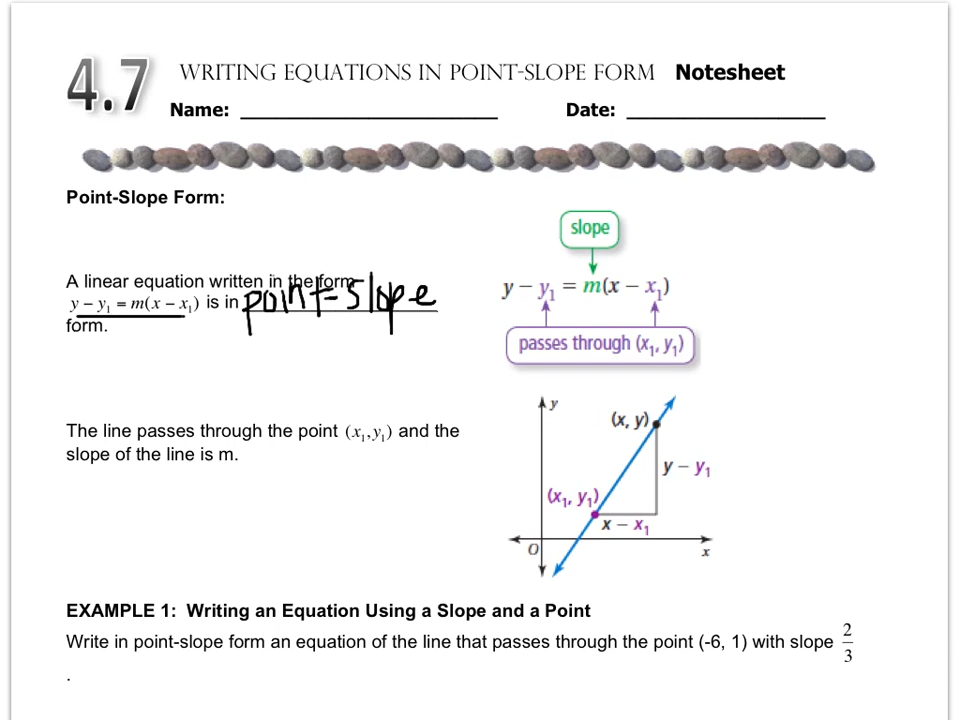 4.7 WRITING EQUATIONS IN POINT-SLOPE FORM Notesheet
Name: ____________________ Date: ____________________
Point-Slope Form:
slope
A linear equation written in the form
y − y₁ = m(x − x₁) is in point-slope
form.
y − y₁ = m(x − x₁)
passes through (x₁, y₁)
The line passes through the point (x₁, y₁) and the
slope of the line is m.
y
(x, y)
y − y₁
(x₁, y₁)
x − x₁
O
x
EXAMPLE 1: Writing an Equation Using a Slope and a Point
Write in point-slope form an equation of the line that passes through the point (-6, 1) with slope 2/3
.